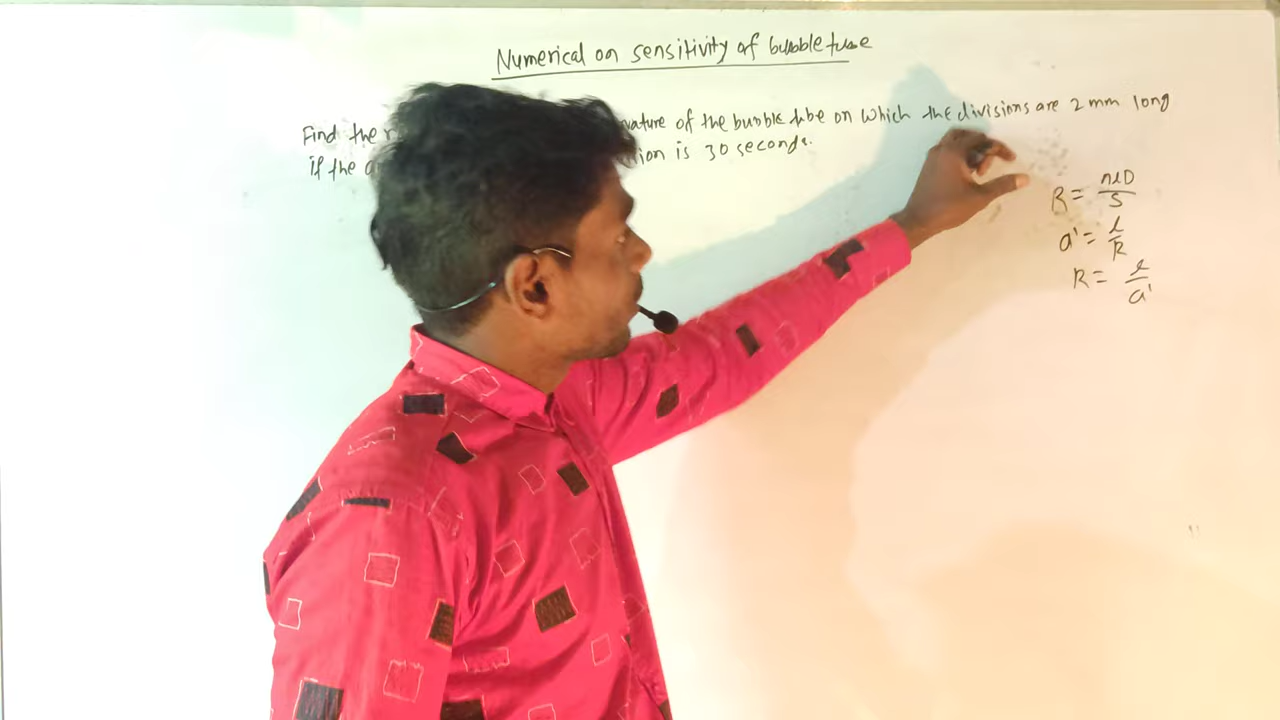 Numerical on sensitivity of bubble tube
Find the vature of the bubble tube on which the divisions are 2 mm long
if the tion is 30 seconds.
R = nlD / S
a' = l / R
R = l / a'